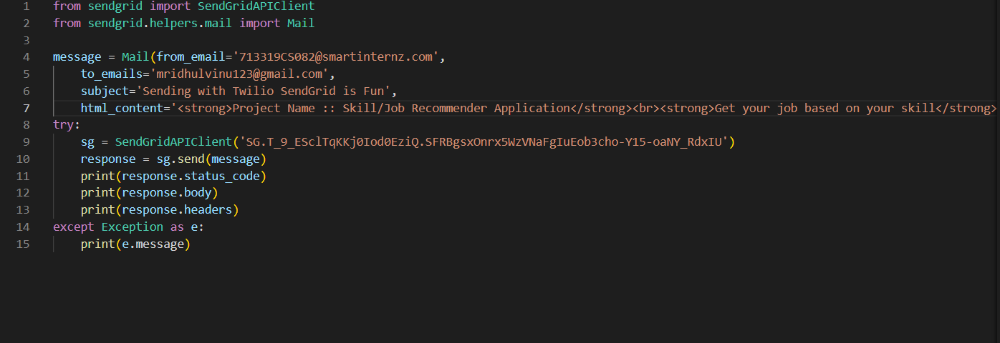 1 from sendgrid import SendGridAPIClient
2 from sendgrid.helpers.mail import Mail
3
4 message = Mail(from_email='713319CS082@smartinternz.com',
5     to_emails='mridhulvinu123@gmail.com',
6     subject='Sending with Twilio SendGrid is Fun',
7     html_content='<strong>Project Name :: Skill/Job Recommender Application</strong><br><strong>Get your job based on your skill</strong>
8 try:
9     sg = SendGridAPIClient('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')
10     response = sg.send(message)
11     print(response.status_code)
12     print(response.body)
13     print(response.headers)
14 except Exception as e:
15     print(e.message)